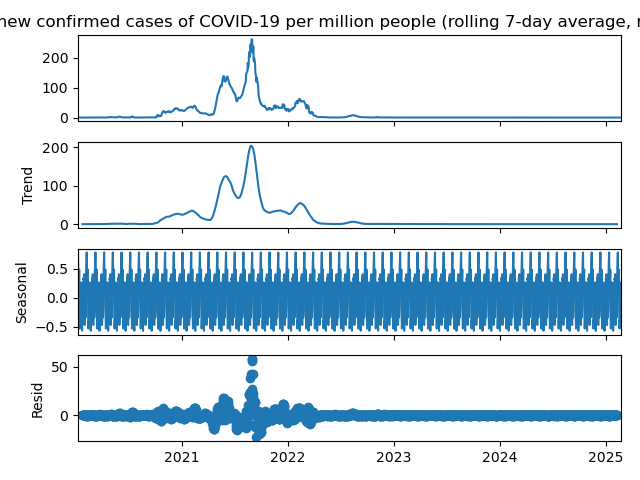 new confirmed cases of COVID-19 per million people (rolling 7-day average,
200
100
0
Trend
200
100
0
Seasonal
0.5
0.0
−0.5
Resid
50
0
2021 2022 2023 2024 2025